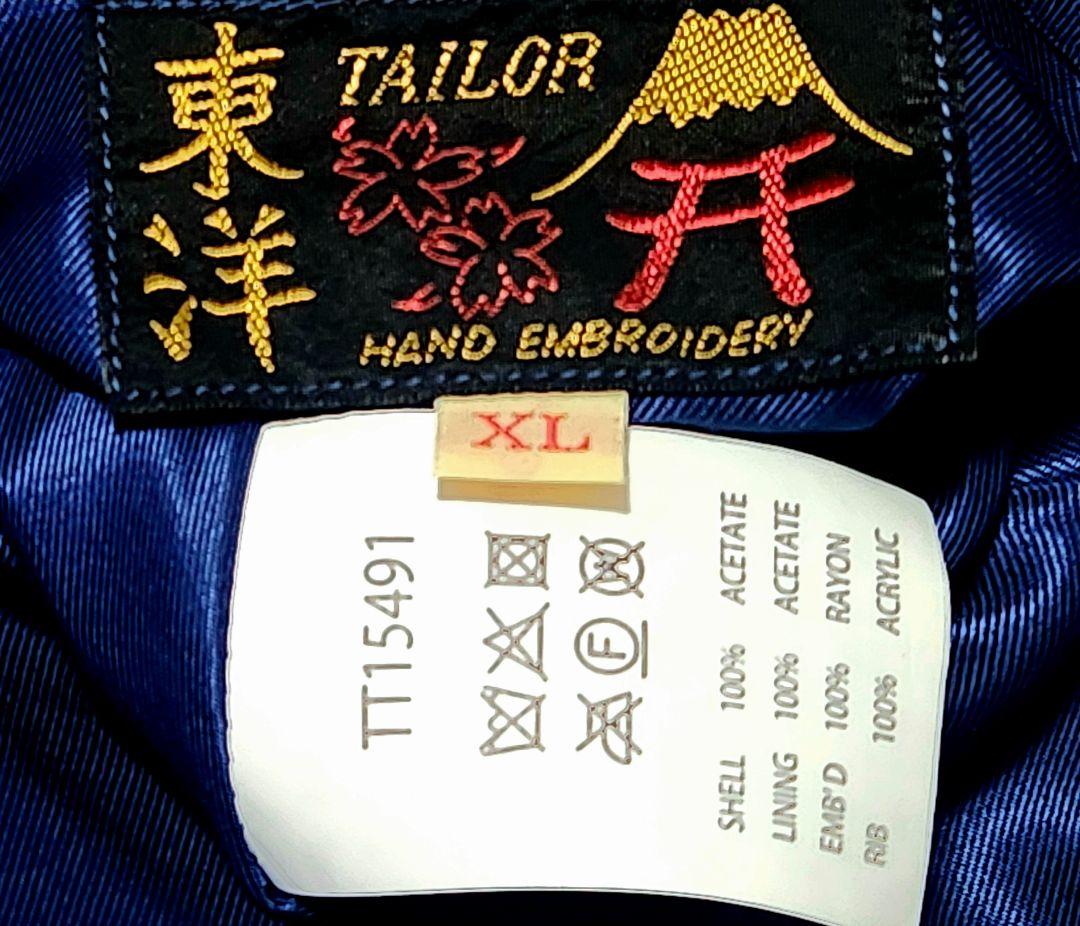 東洋
TAILOR
HAND EMBROIDERY
XL
TT15491
W
F
SHELL 100% ACETATE
LINING 100% ACETATE
EMB'D 100% RAYON
RIB 100% ACRYLIC